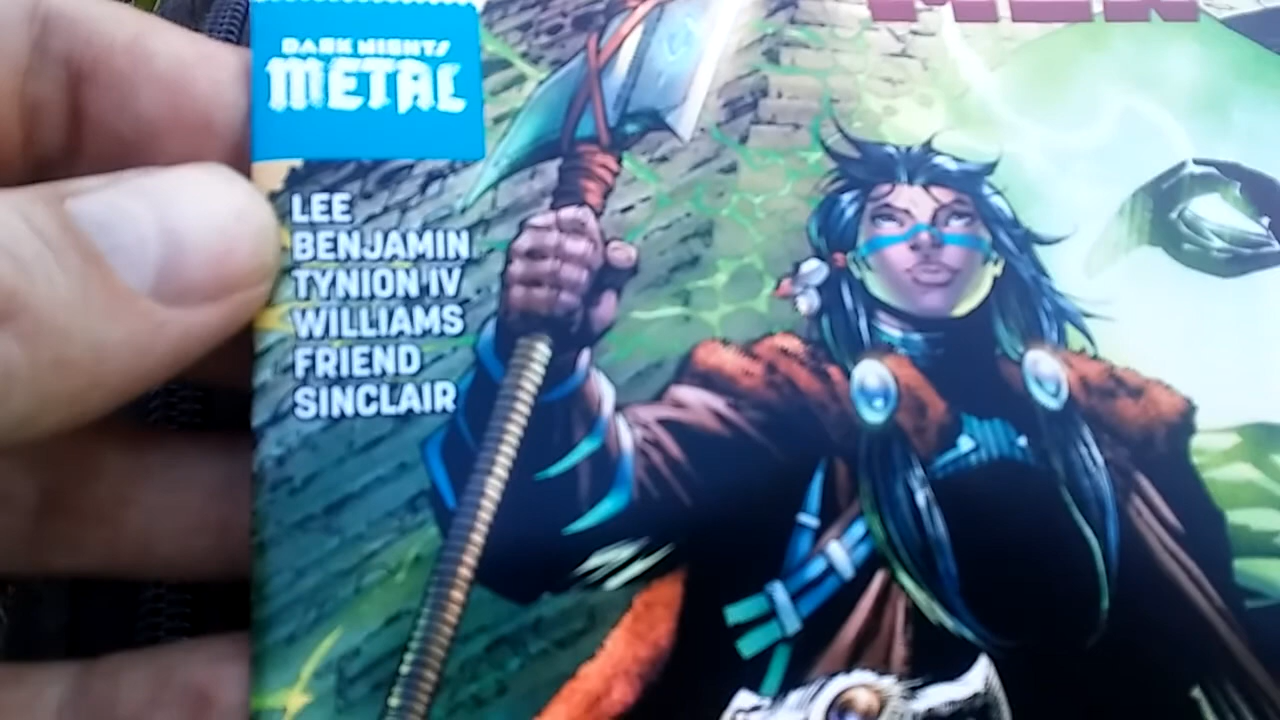 DARK NIGHTS
METAL
LEE
BENJAMIN
TYNION IV
WILLIAMS
FRIEND
SINCLAIR